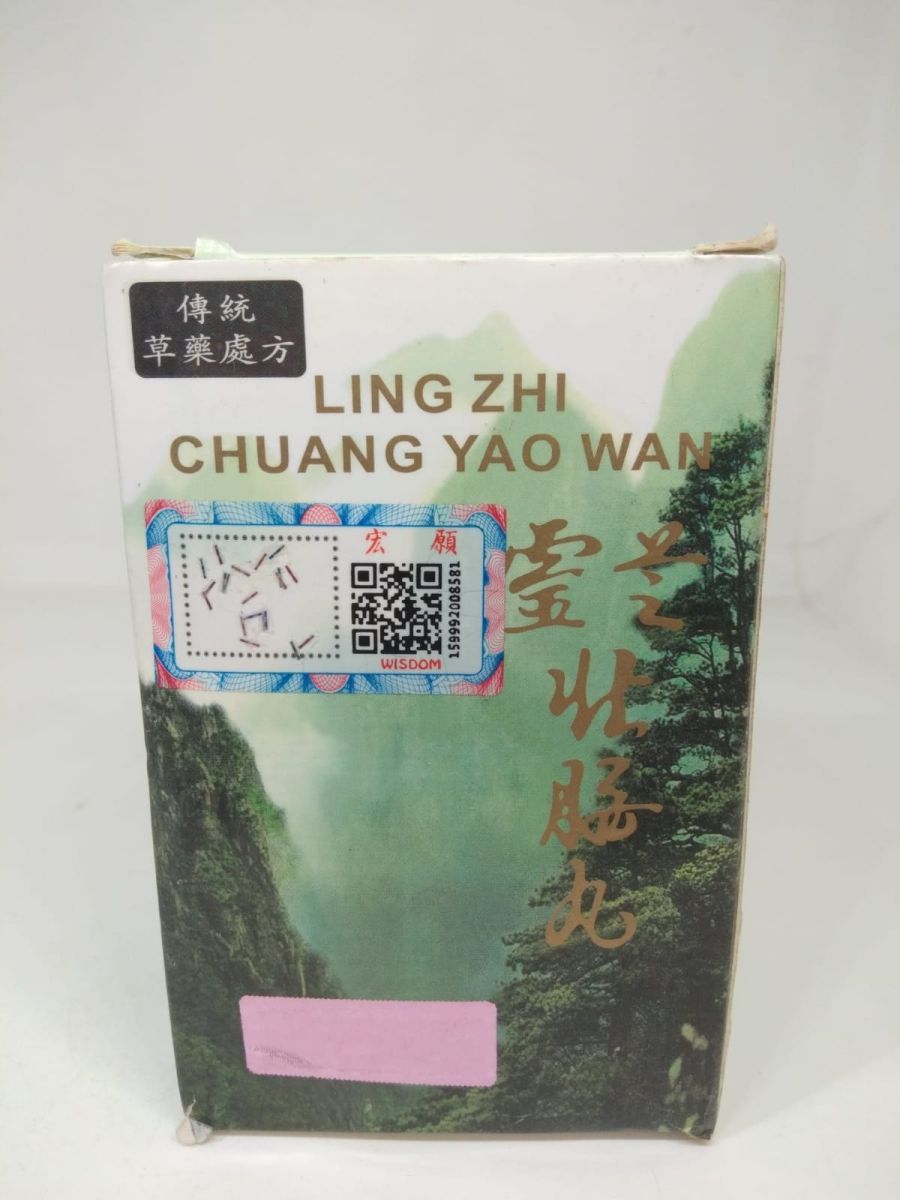 傳統
草藥處方
LING ZHI
CHUANG YAO WAN
宏願
159992008581
WISDOM
靈芝
壯
腰
丸